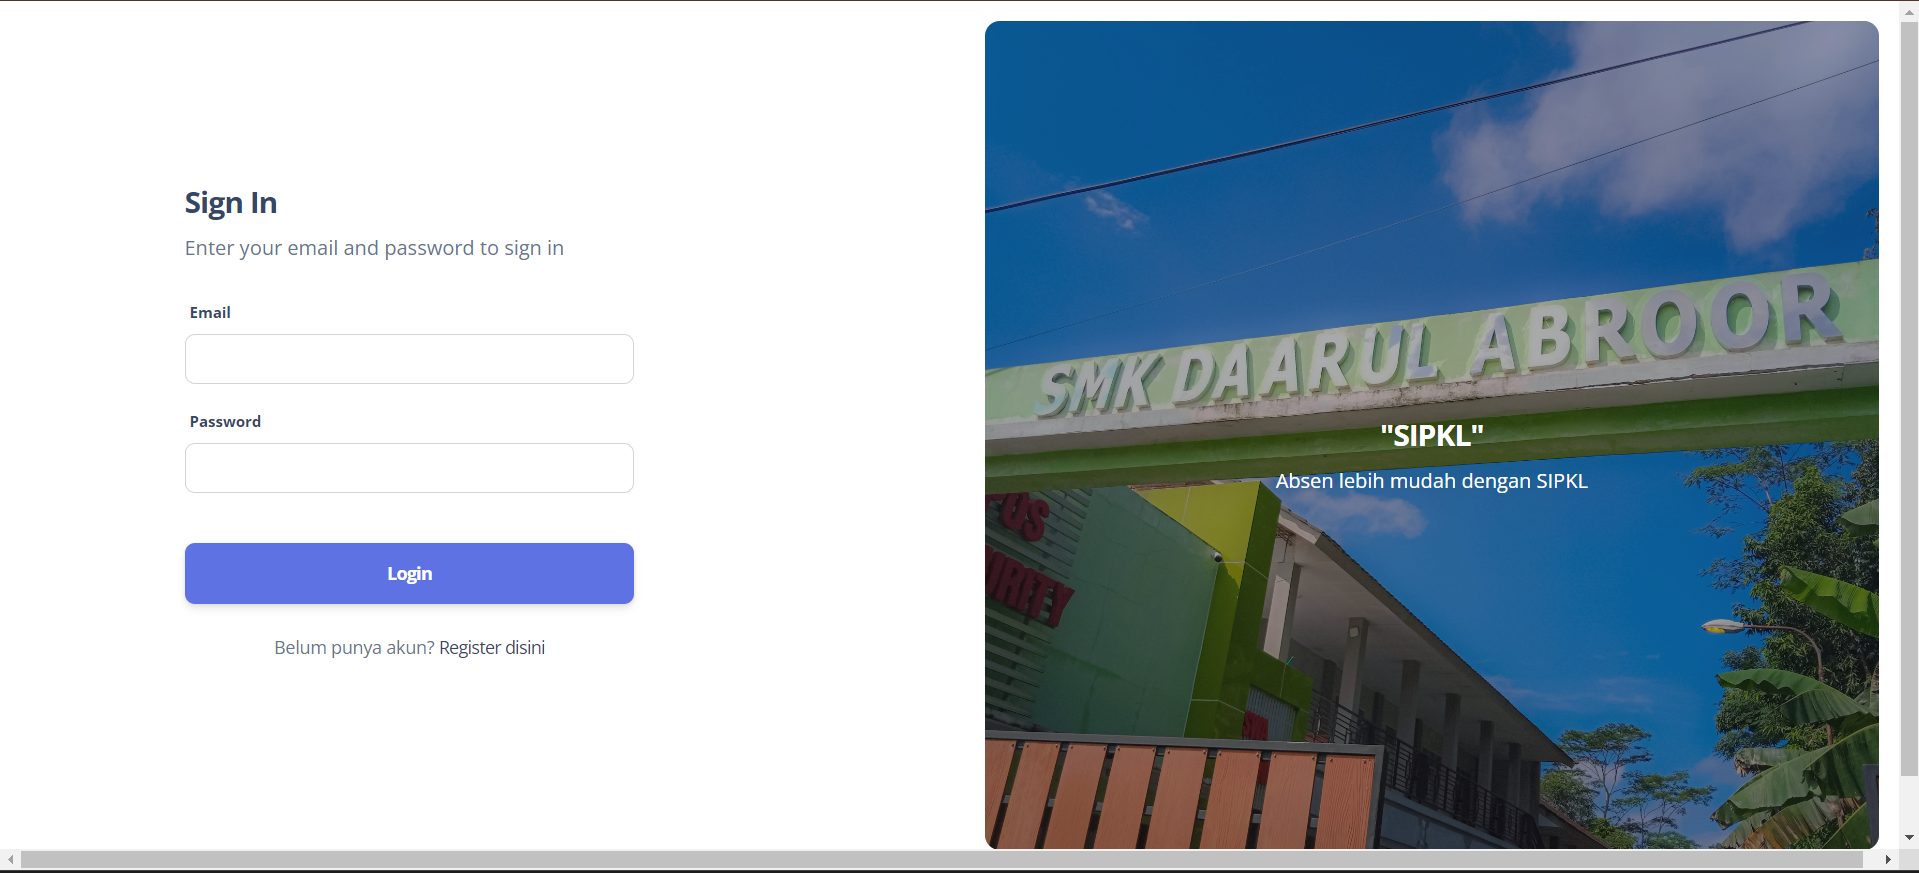 Sign In
Enter your email and password to sign in
Email
Password
Login
Belum punya akun? Register disini
SMK DAARUL ABROOR
"SIPKL"
Absen lebih mudah dengan SIPKL